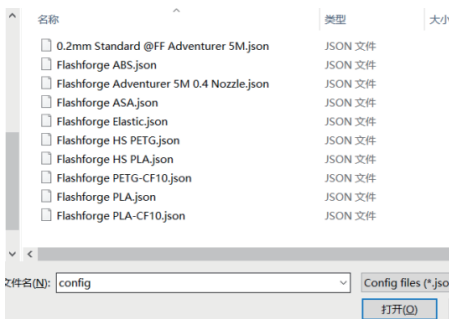 名称 类型 大小
0.2mm Standard @FF Adventurer 5M.json JSON 文件
Flashforge ABS.json JSON 文件
Flashforge Adventurer 5M 0.4 Nozzle.json JSON 文件
Flashforge ASA.json JSON 文件
Flashforge Elastic.json JSON 文件
Flashforge HS PETG.json JSON 文件
Flashforge HS PLA.json JSON 文件
Flashforge PETG-CF10.json JSON 文件
Flashforge PLA.json JSON 文件
Flashforge PLA-CF10.json JSON 文件
文件名(N): config Config files (*.jso
打开(O)